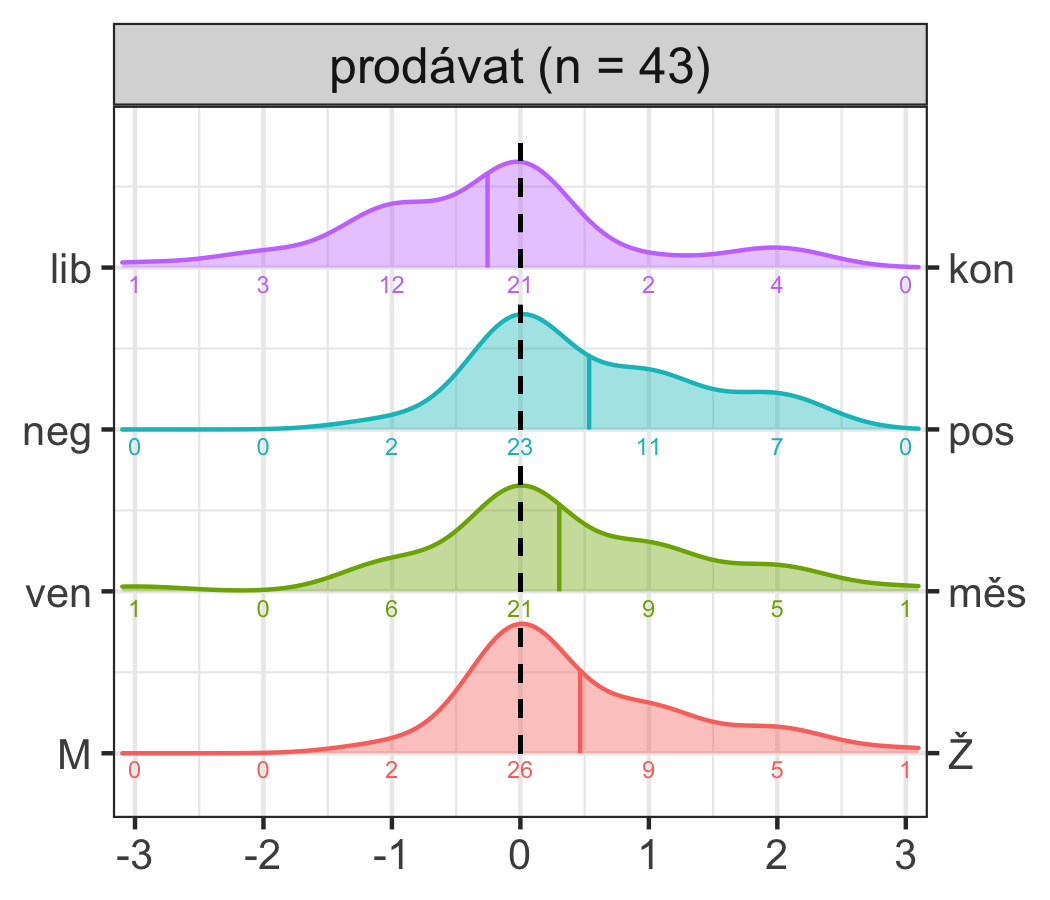 prodávat (n = 43)
lib kon
1 3 12 21 2 4 0
neg pos
0 0 2 23 11 7 0
ven měs
1 0 6 21 9 5 1
M Ž
0 0 2 26 9 5 1
-3 -2 -1 0 1 2 3